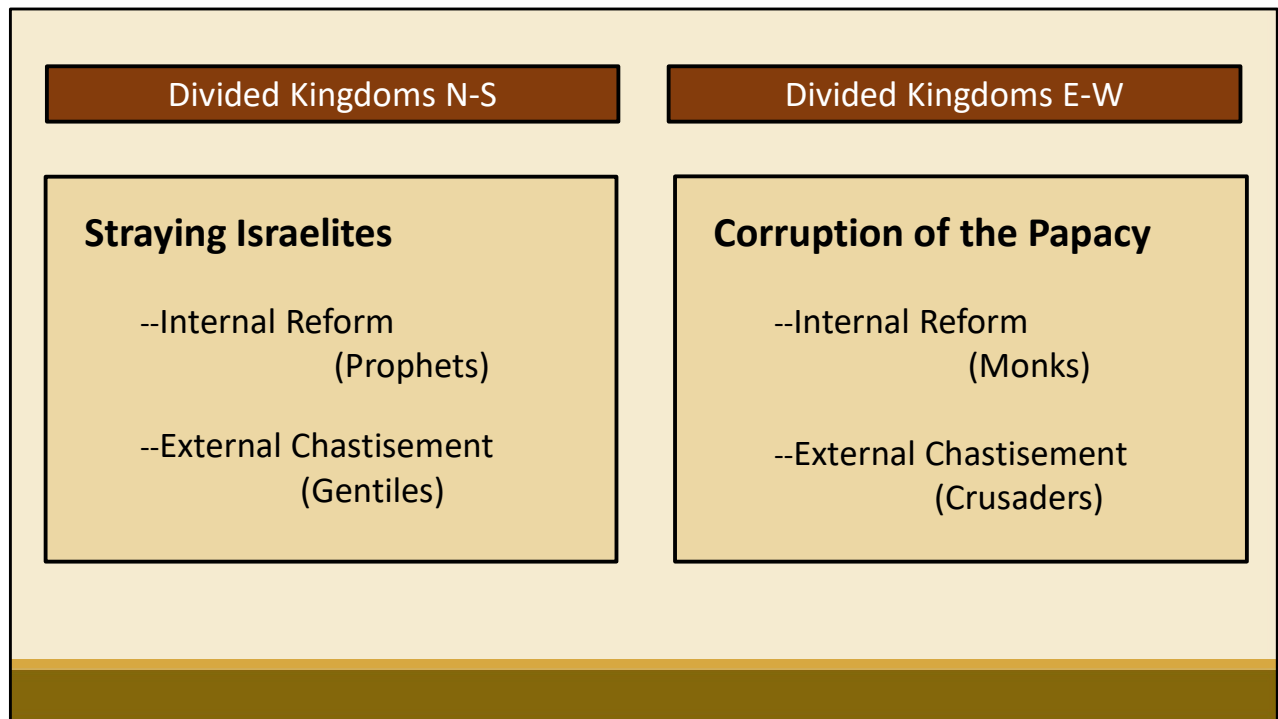 Divided Kingdoms N-S
Straying Israelites
--Internal Reform
(Prophets)
--External Chastisement
(Gentiles)
Divided Kingdoms E-W
Corruption of the Papacy
--Internal Reform
(Monks)
--External Chastisement
(Crusaders)